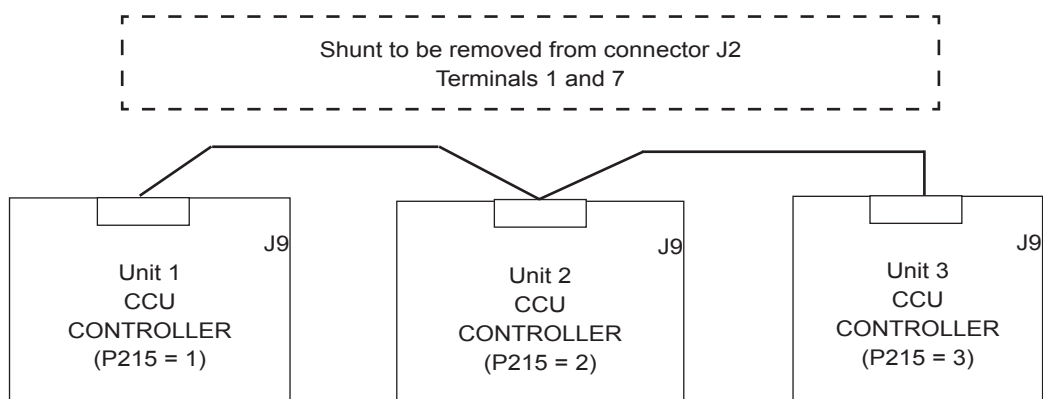 Shunt to be removed from connector J2
Terminals 1 and 7
J9
Unit 1
CCU
CONTROLLER
(P215 = 1)
J9
Unit 2
CCU
CONTROLLER
(P215 = 2)
J9
Unit 3
CCU
CONTROLLER
(P215 = 3)